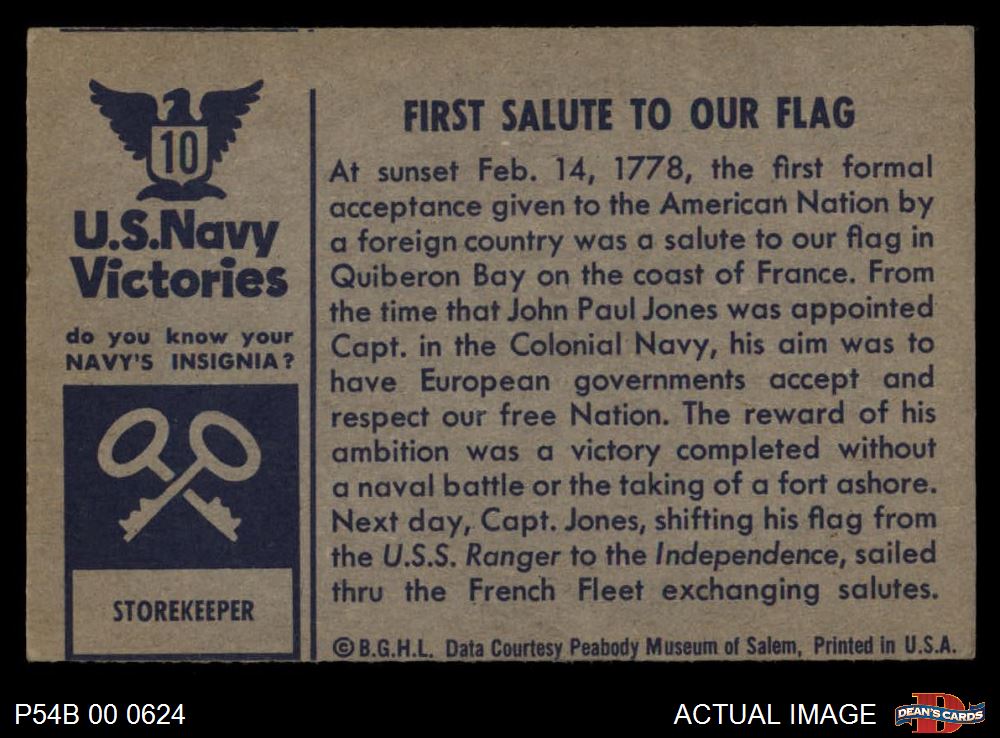 10
U.S.Navy
Victories
do you know your
NAVY'S INSIGNIA?
STOREKEEPER
FIRST SALUTE TO OUR FLAG
At sunset Feb. 14, 1778, the first formal
acceptance given to the American Nation by
a foreign country was a salute to our flag in
Quiberon Bay on the coast of France. From
the time that John Paul Jones was appointed
Capt. in the Colonial Navy, his aim was to
have European governments accept and
respect our free Nation. The reward of his
ambition was a victory completed without
a naval battle or the taking of a fort ashore.
Next day, Capt. Jones, shifting his flag from
the U.S.S. Ranger to the Independence, sailed
thru the French Fleet exchanging salutes.
©B.G.H.L. Data Courtesy Peabody Museum of Salem, Printed in U.S.A.
P54B 00 0624
ACTUAL IMAGE
D
DEAN'S CARDS